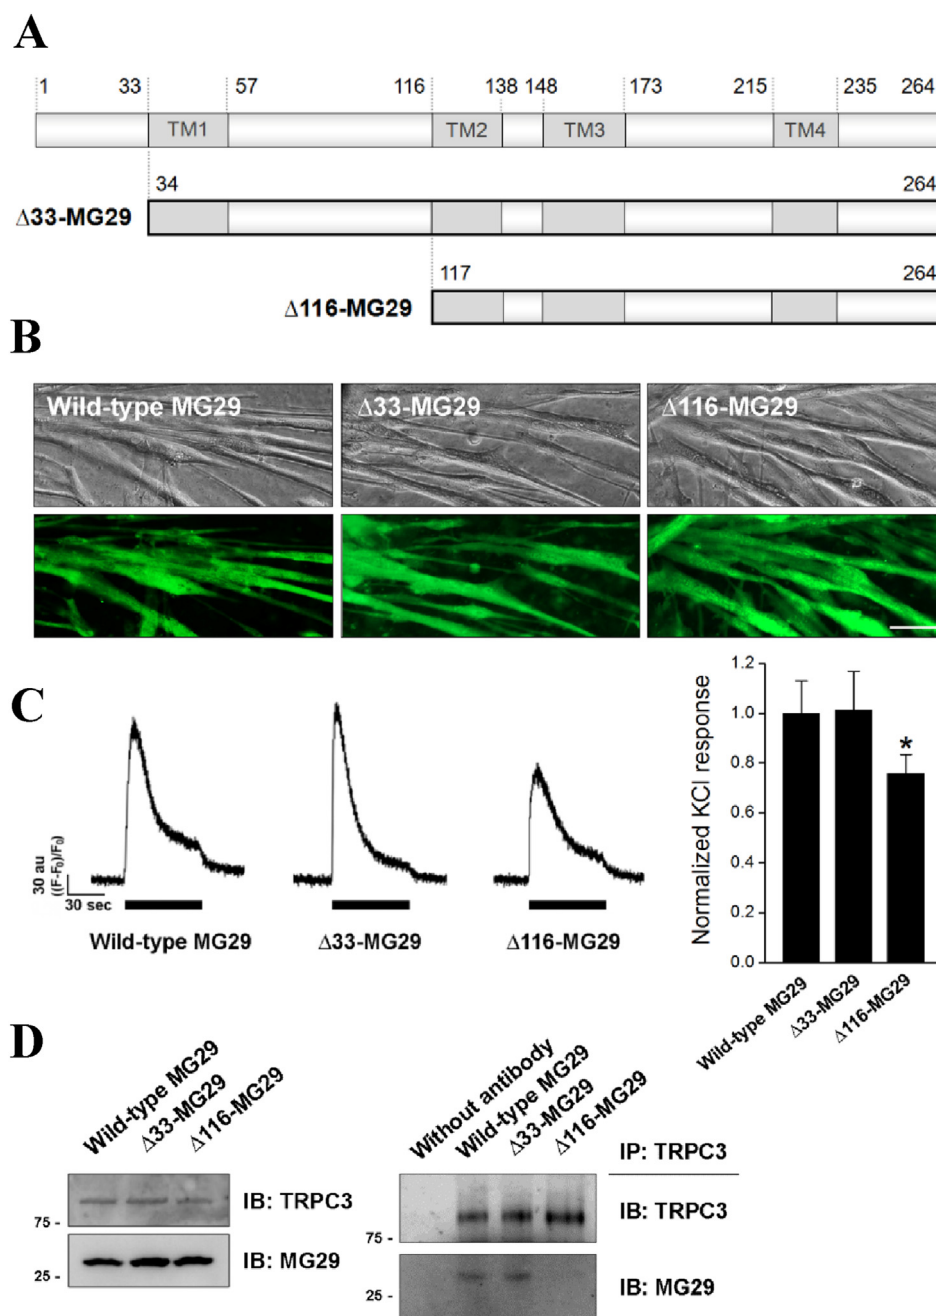 A
1 33 57 116 138 148 173 215 235 264
TM1 TM2 TM3 TM4
34 264
Δ33-MG29
117 264
Δ116-MG29
B
Wild-type MG29 Δ33-MG29 Δ116-MG29
C
30 au
((F-F0)/F0)
30 sec
Wild-type MG29 Δ33-MG29 Δ116-MG29
Normalized KCl response
1.2
1.0
0.8
0.6
0.4
0.2
0.0
*
Wild-type MG29
Δ33-MG29
Δ116-MG29
D
Wild-type MG29
Δ33-MG29
Δ116-MG29
IB: TRPC3
75 -
IB: MG29
25 -
Without antibody
Wild-type MG29
Δ33-MG29
Δ116-MG29
IP: TRPC3
IB: TRPC3
75 -
IB: MG29
25 -